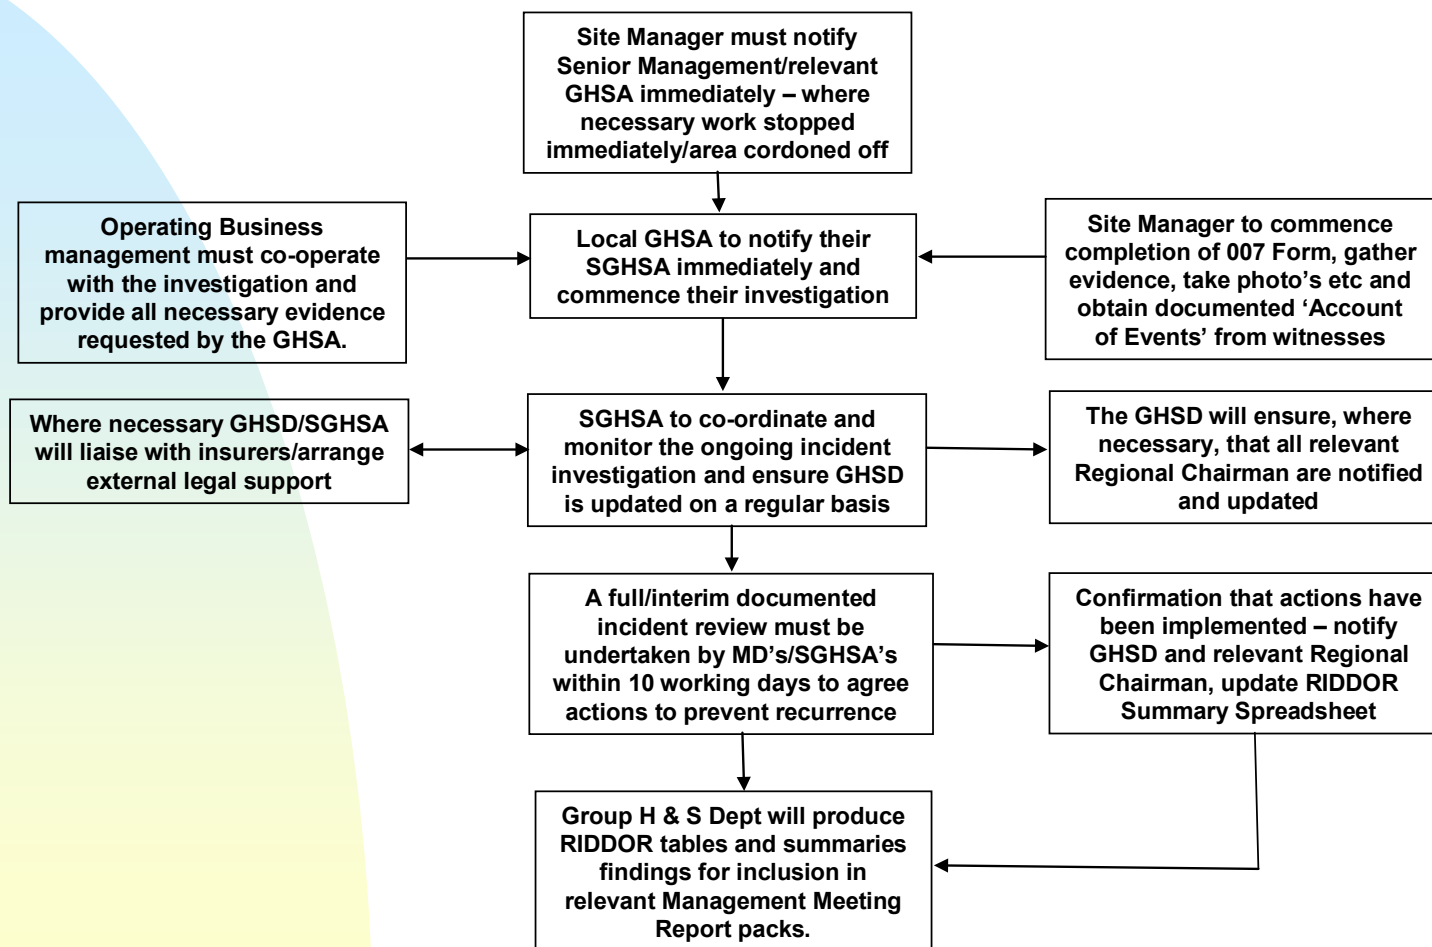 Site Manager must notify
Senior Management/relevant
GHSA immediately – where
necessary work stopped
immediately/area cordoned off
Operating Business
management must co-operate
with the investigation and
provide all necessary evidence
requested by the GHSA.
Local GHSA to notify their
SGHSA immediately and
commence their investigation
Site Manager to commence
completion of 007 Form, gather
evidence, take photo's etc and
obtain documented ‘Account
of Events’ from witnesses
Where necessary GHSD/SGHSA
will liaise with insurers/arrange
external legal support
SGHSA to co-ordinate and
monitor the ongoing incident
investigation and ensure GHSD
is updated on a regular basis
The GHSD will ensure, where
necessary, that all relevant
Regional Chairman are notified
and updated
A full/interim documented
incident review must be
undertaken by MD's/SGHSA's
within 10 working days to agree
actions to prevent recurrence
Confirmation that actions have
been implemented – notify
GHSD and relevant Regional
Chairman, update RIDDOR
Summary Spreadsheet
Group H & S Dept will produce
RIDDOR tables and summaries
findings for inclusion in
relevant Management Meeting
Report packs.